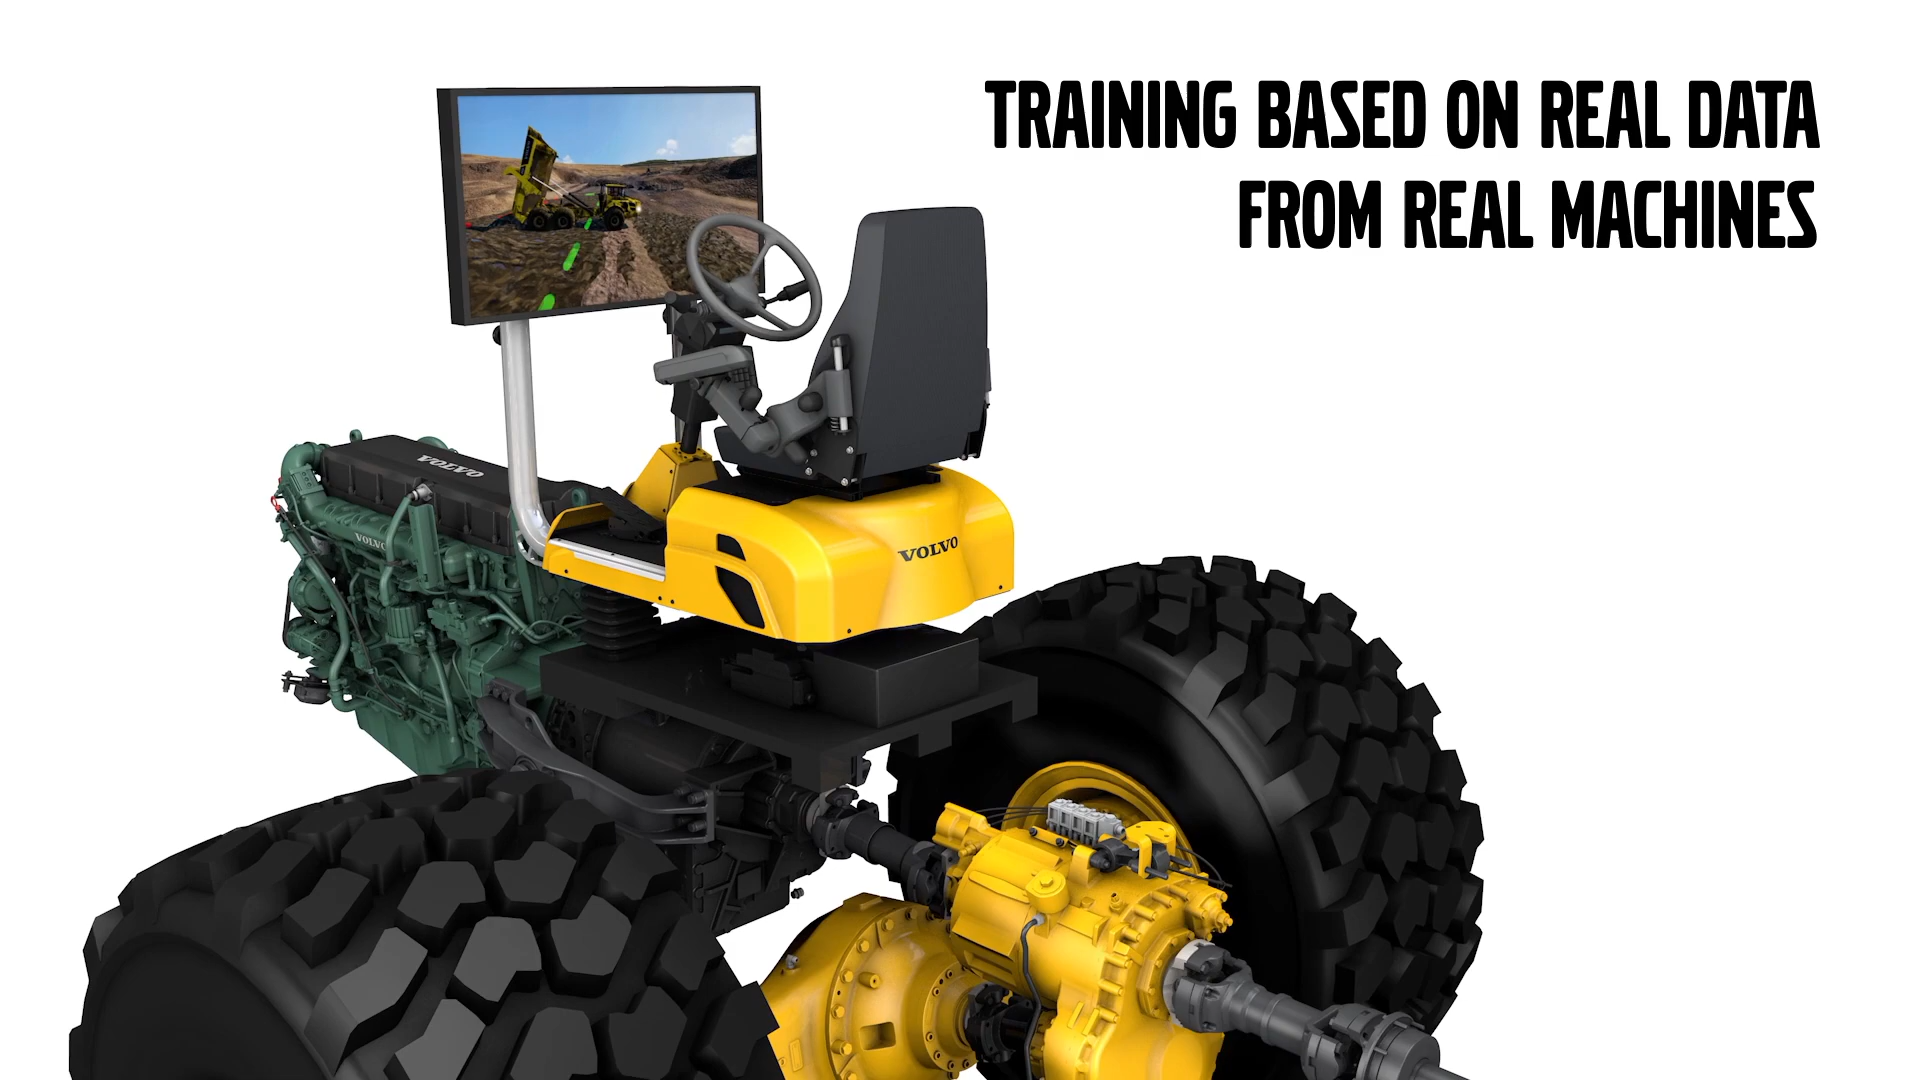 TRAINING BASED ON REAL DATA
FROM REAL MACHINES
VOLVO
VOLVO
VOLVO